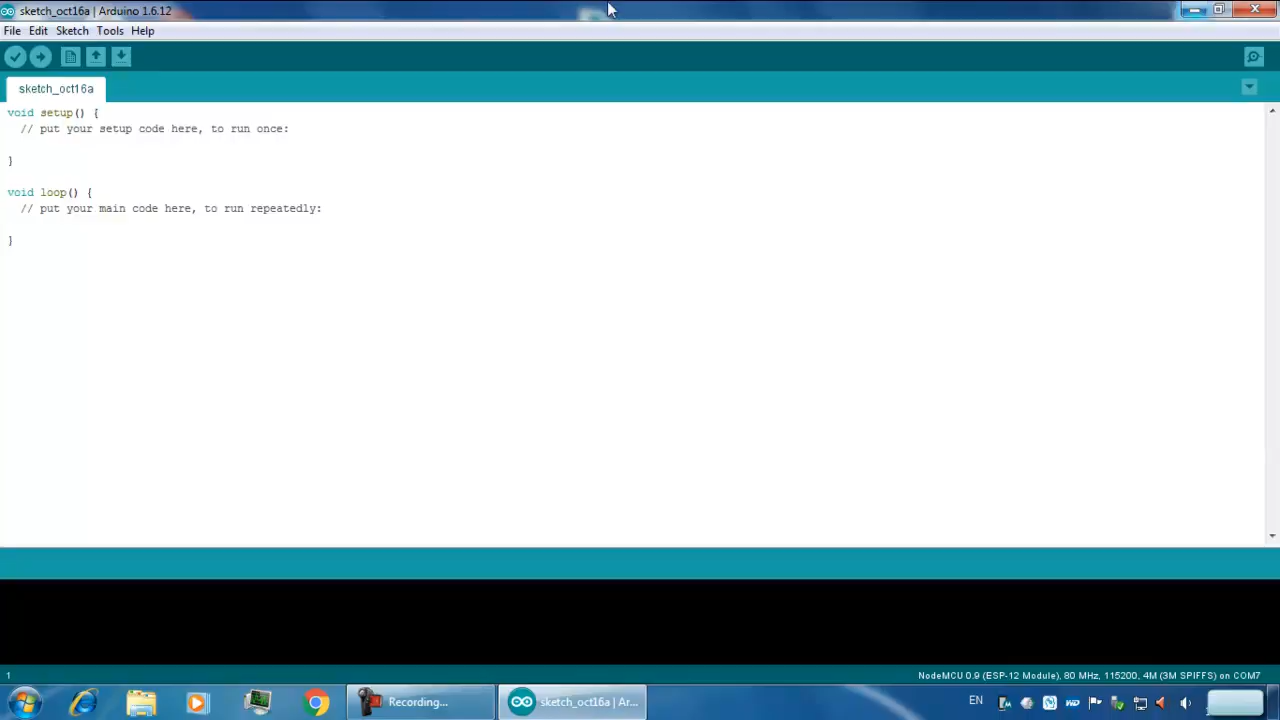 sketch_oct16a | Arduino 1.6.12
File Edit Sketch Tools Help
sketch_oct16a
void setup() {
// put your setup code here, to run once:
}
void loop() {
// put your main code here, to run repeatedly:
}
1 NodeMCU 0.9 (ESP-12 Module), 80 MHz, 115200, 4M (3M SPIFFS) on COM7
Recording... sketch_oct16a | Ar... EN